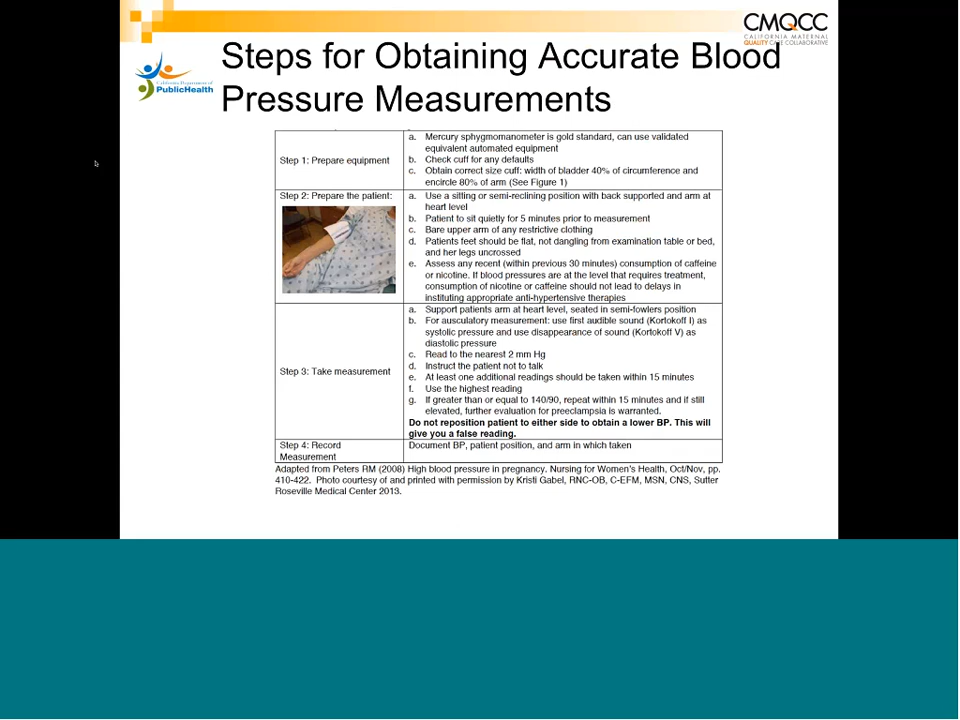 CMQCC
CALIFORNIA MATERNAL
QUALITY CARE COLLABORATIVE
Steps for Obtaining Accurate Blood
Pressure Measurements
California Department of
PublicHealth
Step 1: Prepare equipment
a. Mercury sphygmomanometer is gold standard, can use validated
equivalent automated equipment
b. Check cuff for any defaults
c. Obtain correct size cuff: width of bladder 40% of circumference and
encircle 80% of arm (See Figure 1)
Step 2: Prepare the patient:
a. Use a sitting or semi-reclining position with back supported and arm at
heart level
b. Patient to sit quietly for 5 minutes prior to measurement
c. Bare upper arm of any restrictive clothing
d. Patients feet should be flat, not dangling from examination table or bed,
and her legs uncrossed
e. Assess any recent (within previous 30 minutes) consumption of caffeine
or nicotine. If blood pressures are at the level that requires treatment,
consumption of nicotine or caffeine should not lead to delays in
instituting appropriate anti-hypertensive therapies
Step 3: Take measurement
a. Support patients arm at heart level, seated in semi-fowlers position
b. For ausculatory measurement: use first audible sound (Kortokoff I) as
systolic pressure and use disappearance of sound (Kortokoff V) as
diastolic pressure
c. Read to the nearest 2 mm Hg
d. Instruct the patient not to talk
e. At least one additional readings should be taken within 15 minutes
f. Use the highest reading
g. If greater than or equal to 140/90, repeat within 15 minutes and if still
elevated, further evaluation for preeclampsia is warranted.
Do not reposition patient to either side to obtain a lower BP. This will
give you a false reading.
Step 4: Record
Measurement
Document BP, patient position, and arm in which taken
Adapted from Peters RM (2008) High blood pressure in pregnancy. Nursing for Women's Health, Oct/Nov, pp.
410-422. Photo courtesy of and printed with permission by Kristi Gabel, RNC-OB, C-EFM, MSN, CNS, Sutter
Roseville Medical Center 2013.